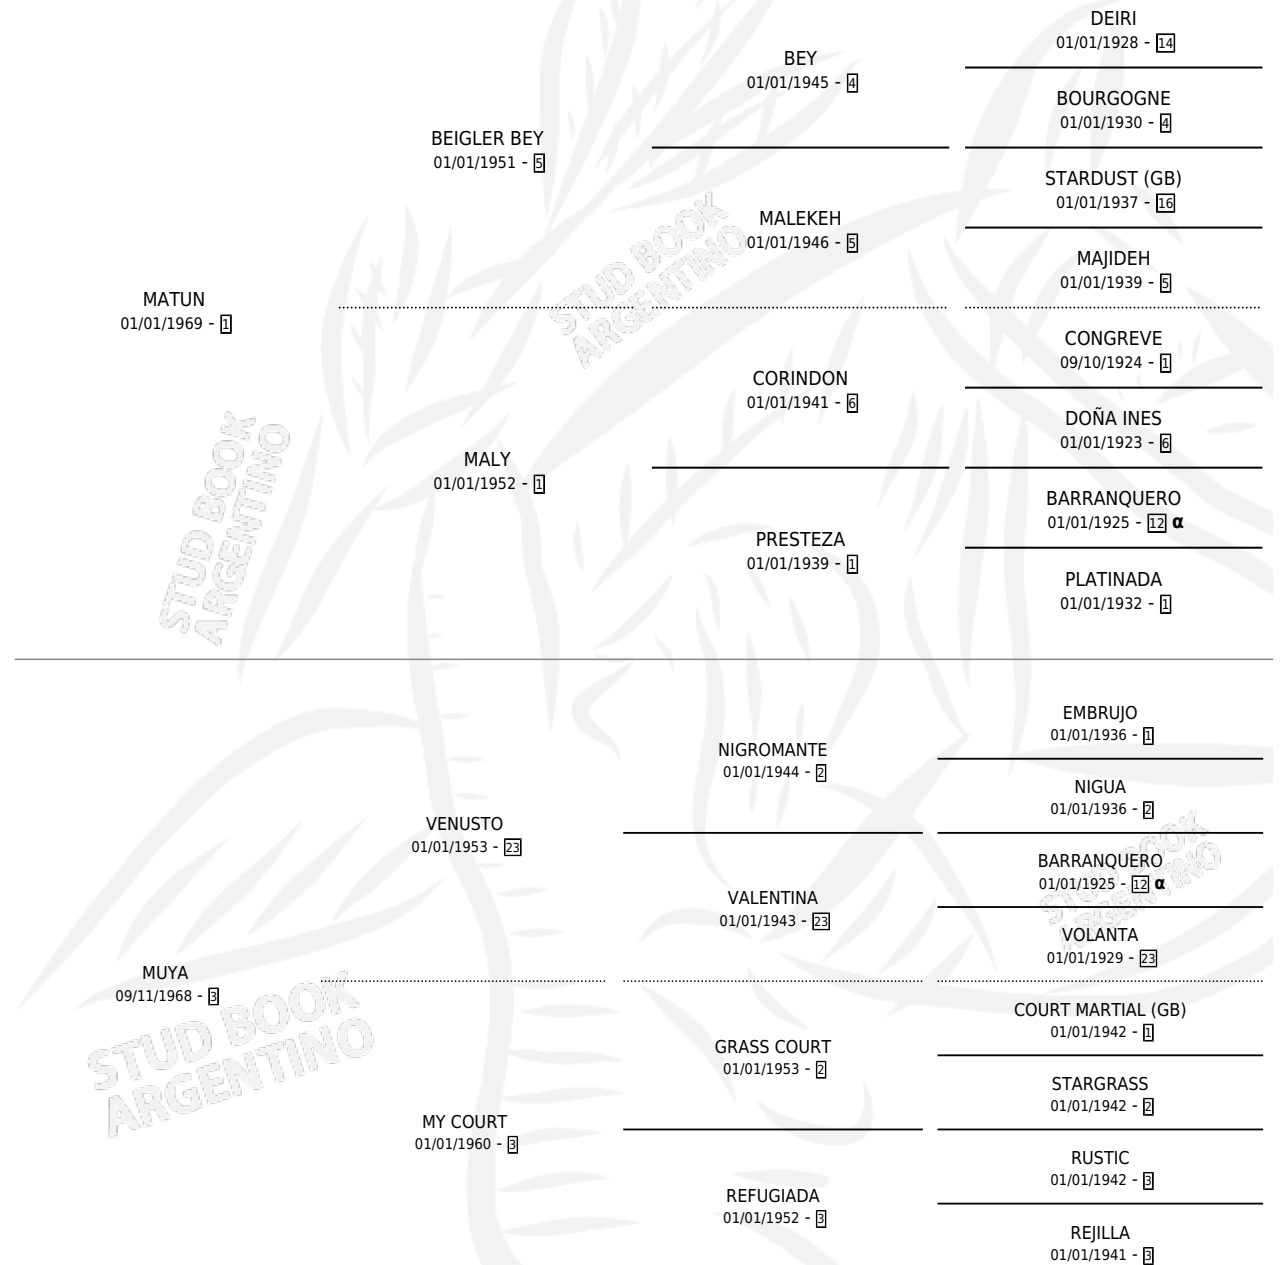 DEIRI
01/01/1928 - 14
BEY
01/01/1945 - 4
BOURGOGNE
01/01/1930 - 4
BEIGLER BEY
01/01/1951 - 5
STARDUST (GB)
01/01/1937 - 16
MALEKEH
01/01/1946 - 5
MAJIDEH
01/01/1939 - 5
MATUN
01/01/1969 - 1
CONGREVE
09/10/1924 - 1
CORINDON
01/01/1941 - 6
DOÑA INES
01/01/1923 - 6
MALY
01/01/1952 - 1
BARRANQUERO
01/01/1925 - 12 α
PRESTEZA
01/01/1939 - 1
PLATINADA
01/01/1932 - 1
EMBRUJO
01/01/1936 - 1
NIGROMANTE
01/01/1944 - 2
NIGUA
01/01/1936 - 2
VENUSTO
01/01/1953 - 23
BARRANQUERO
01/01/1925 - 12 α
VALENTINA
01/01/1943 - 23
VOLANTA
01/01/1929 - 23
MUYA
09/11/1968 - 3
COURT MARTIAL (GB)
01/01/1942 - 1
GRASS COURT
01/01/1953 - 2
STARGRASS
01/01/1942 - 2
MY COURT
01/01/1960 - 3
RUSTIC
01/01/1942 - 3
REFUGIADA
01/01/1952 - 3
REJILLA
01/01/1941 - 3
STUD BOOK
ARGENTINO
STUD BOOK
ARGENTINO
STUD BOOK
ARGENTINO
STUD BOOK
ARGENTINO